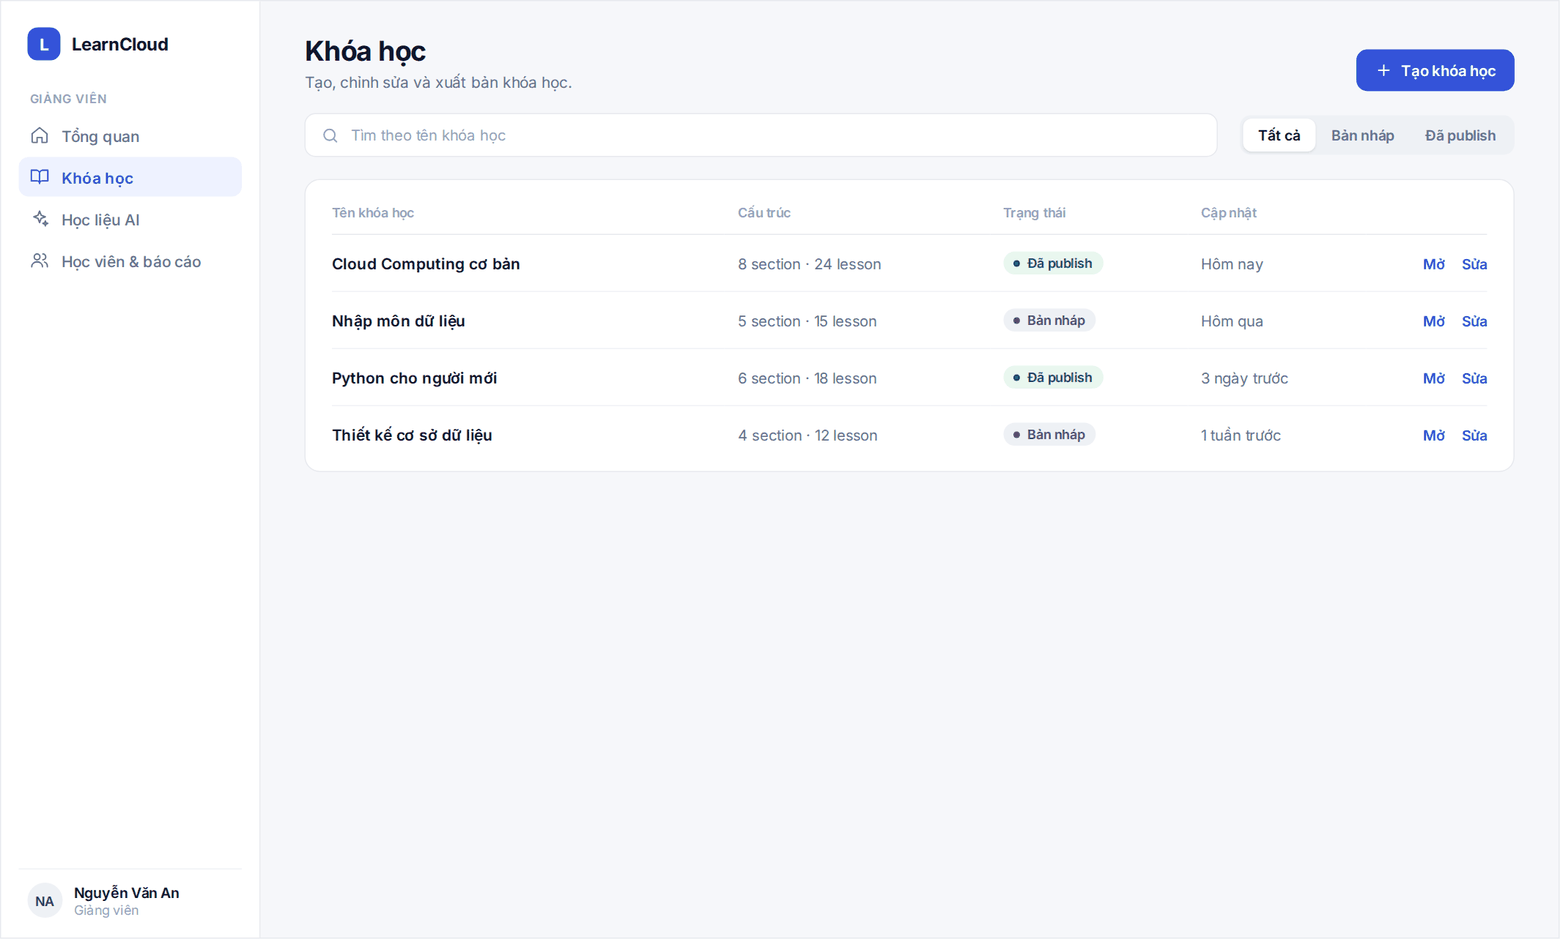 L LearnCloud
GIẢNG VIÊN
Tổng quan
Khóa học
Học liệu AI
Học viên & báo cáo
NA
Nguyễn Văn An
Giảng viên
Khóa học
Tạo, chỉnh sửa và xuất bản khóa học.
+ Tạo khóa học
Tìm theo tên khóa học
Tất cả Bản nháp Đã publish
Tên khóa học Cấu trúc Trạng thái Cập nhật
Cloud Computing cơ bản 8 section · 24 lesson Đã publish Hôm nay Mở Sửa
Nhập môn dữ liệu 5 section · 15 lesson Bản nháp Hôm qua Mở Sửa
Python cho người mới 6 section · 18 lesson Đã publish 3 ngày trước Mở Sửa
Thiết kế cơ sở dữ liệu 4 section · 12 lesson Bản nháp 1 tuần trước Mở Sửa